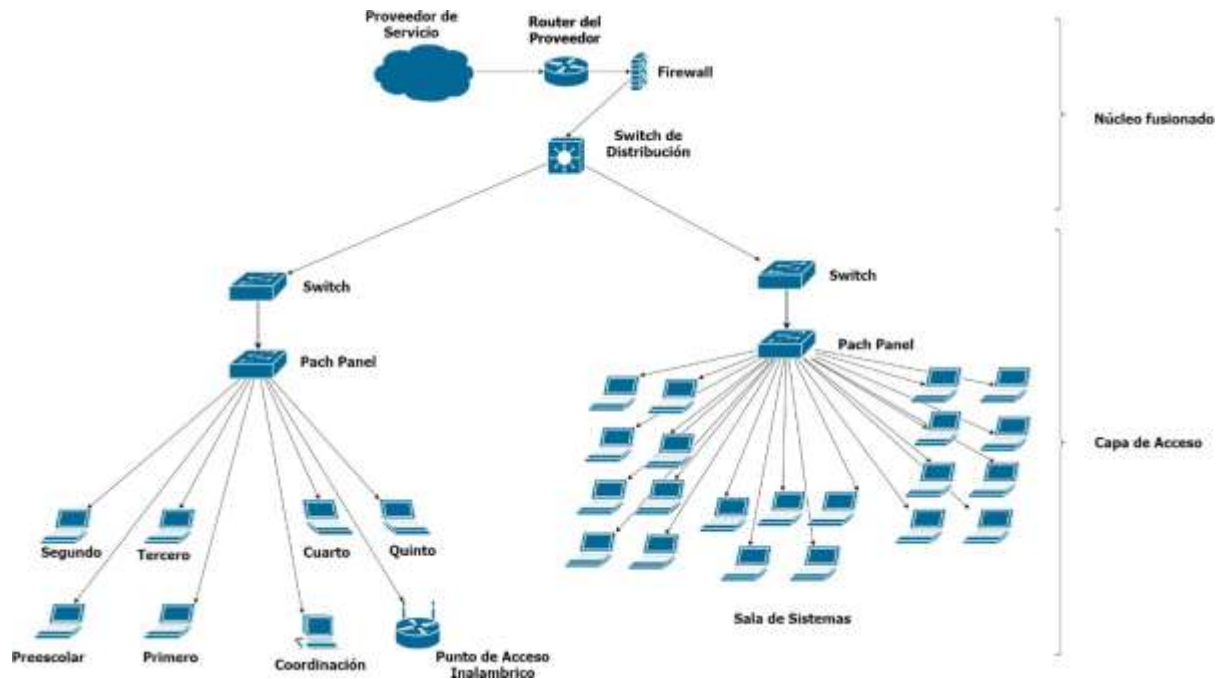 Proveedor de
Servicio
Router del
Proveedor
Firewall
Núcleo fusionado
Switch de
Distribución
Switch
Switch
Pach Panel
Pach Panel
Capa de Acceso
Segundo
Tercero
Cuarto
Quinto
Sala de Sistemas
Preescolar
Primero
Coordinación
Punto de Acceso
Inalambrico